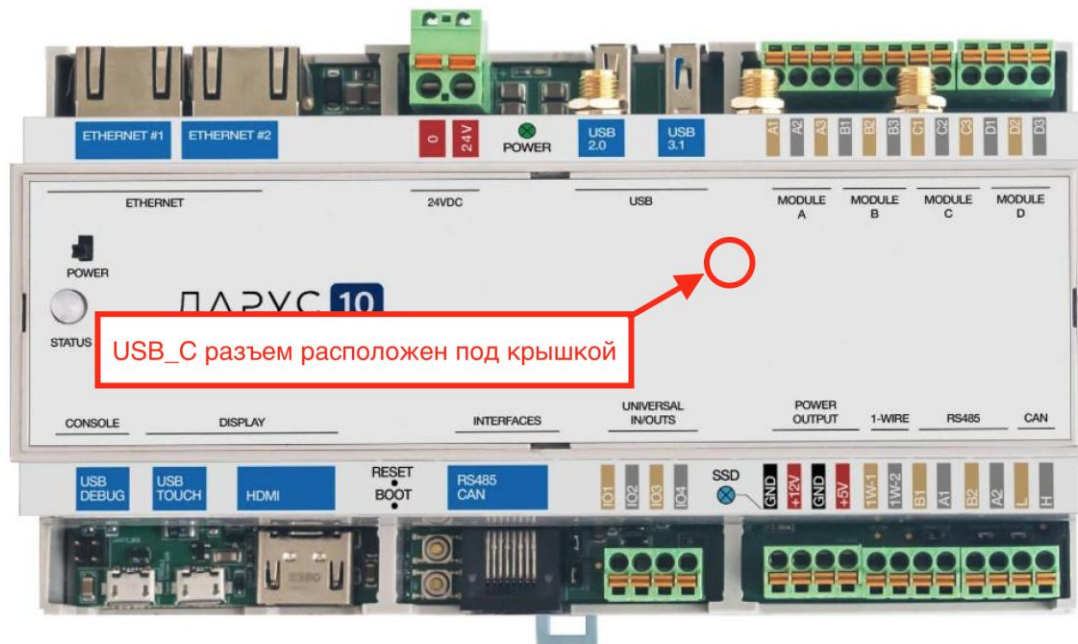 ETHERNET #1 ETHERNET #2 0 24V POWER USB 2.0 USB 3.1 A1 A2 A3 B1 B2 B3 C1 C2 C3 D1 D2 D3
ETHERNET 24VDC USB MODULE A MODULE B MODULE C MODULE D
POWER
10
STATUS
USB_C разъем расположен под крышкой
CONSOLE DISPLAY INTERFACES UNIVERSAL IN/OUTS POWER OUTPUT 1-WIRE RS485 CAN
USB DEBUG USB TOUCH HDMI RESET BOOT RS485 CAN IO1 IO2 IO3 IO4 SSD GND +12V GND +5V 1W-1 1W-2 B1 A1 B2 A2 L H